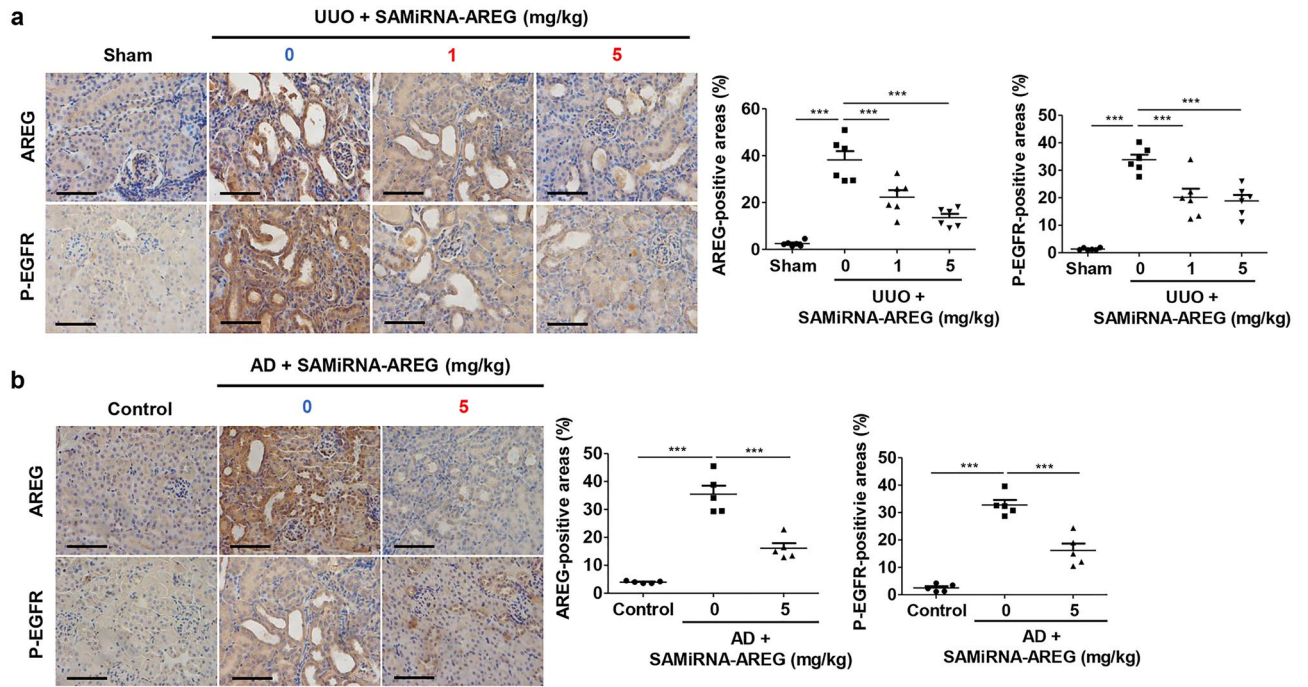 a
UUO + SAMiRNA-AREG (mg/kg)
Sham 0 1 5
AREG
P-EGFR
AREG-positive areas (%)
60
40
20
0
*** *** ***
Sham 0 1 5
UUO +
SAMiRNA-AREG (mg/kg)
P-EGFR-positive areas (%)
50
40
30
20
10
0
*** *** ***
Sham 0 1 5
UUO +
SAMiRNA-AREG (mg/kg)
b
AD + SAMiRNA-AREG (mg/kg)
Control 0 5
AREG
P-EGFR
AREG-positive areas (%)
50
40
30
20
10
0
*** ***
Control 0 5
AD +
SAMiRNA-AREG (mg/kg)
P-EGFR-positivie areas (%)
50
40
30
20
10
0
*** ***
Control 0 5
AD +
SAMiRNA-AREG (mg/kg)